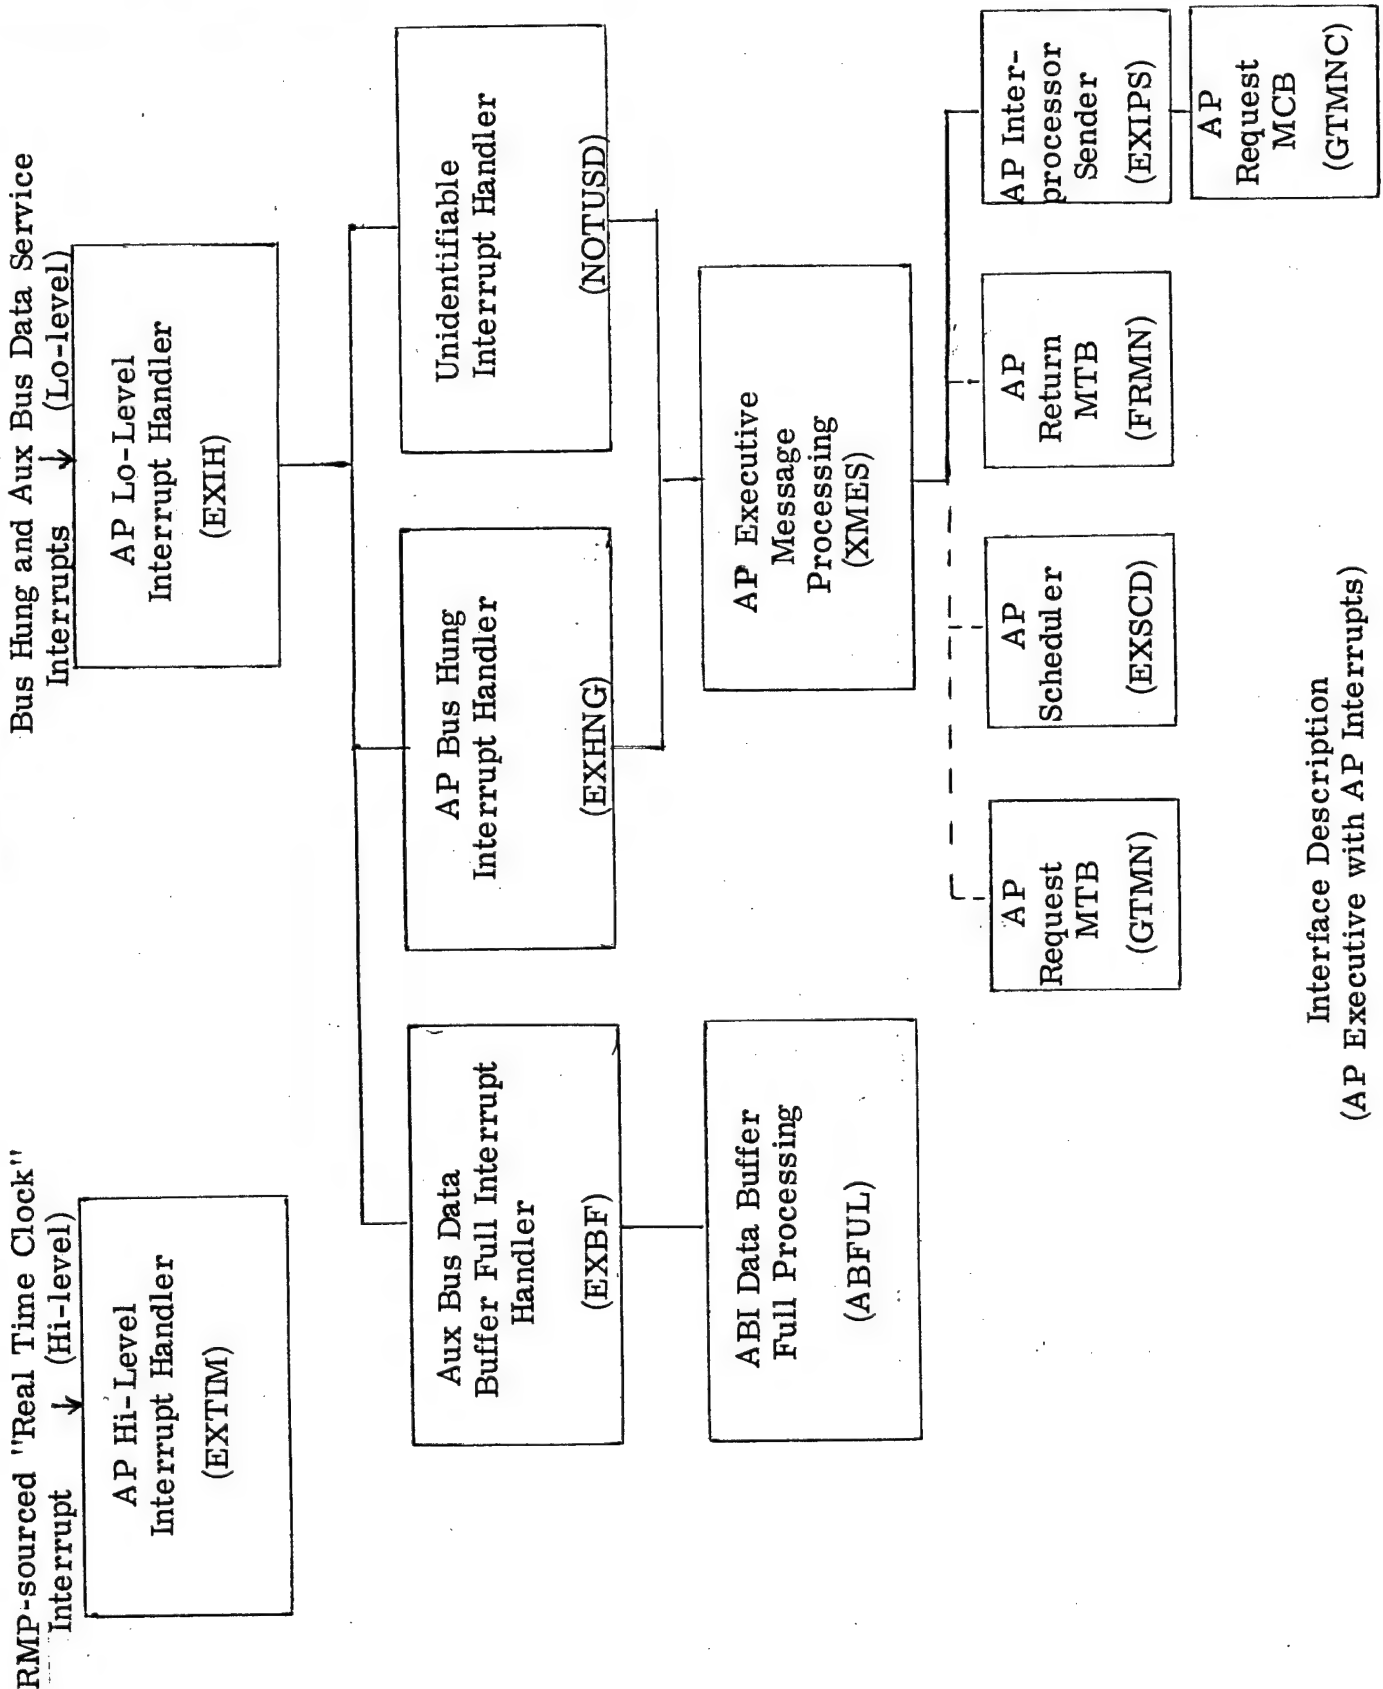 RMP-sourced "Real Time Clock"
Interrupt (Hi-level)
AP Hi-Level
Interrupt Handler
(EXTIM)
Bus Hung and Aux Bus Data Service
Interrupts (Lo-level)
AP Lo-Level
Interrupt Handler
(EXIH)
Aux Bus Data
Buffer Full Interrupt
Handler
(EXBF)
AP Bus Hung
Interrupt Handler
(EXHNG)
Unidentifiable
Interrupt Handler
(NOTUSD)
ABI Data Buffer
Full Processing
(ABFUL)
AP Executive
Message
Processing
(XMES)
AP
Request
MTB
(GTMN)
AP
Scheduler
(EXSCD)
AP
Return
MTB
(FRMN)
AP Inter-
processor
Sender
(EXIPS)
AP
Request
MCB
(GTMNC)
Interface Description
(AP Executive with AP Interrupts)